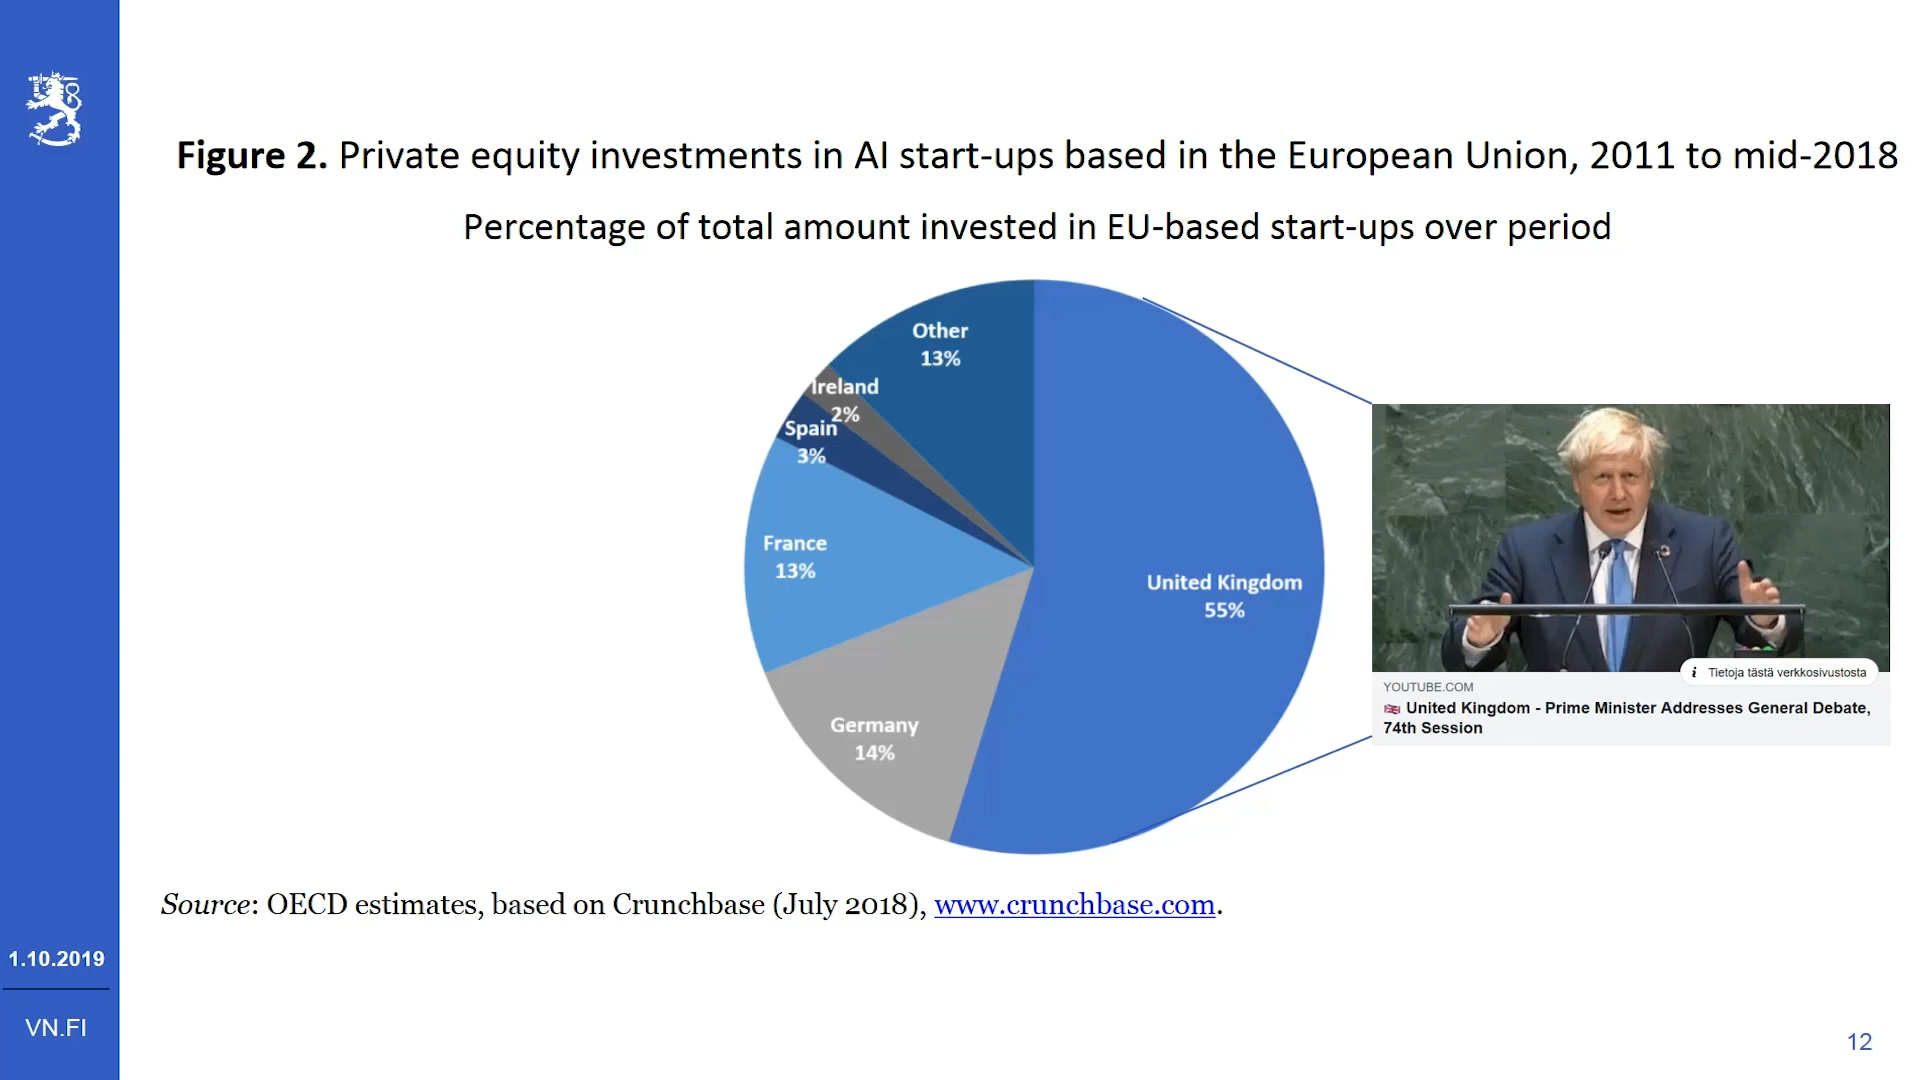 Figure 2. Private equity investments in AI start-ups based in the European Union, 2011 to mid-2018
Percentage of total amount invested in EU-based start-ups over period
Other
13%
Ireland
2%
Spain
3%
France
13%
United Kingdom
55%
Germany
14%
Tietoja tästä verkkosivustosta
YOUTUBE.COM
United Kingdom - Prime Minister Addresses General Debate,
74th Session
Source: OECD estimates, based on Crunchbase (July 2018), www.crunchbase.com.
1.10.2019
VN.FI
12